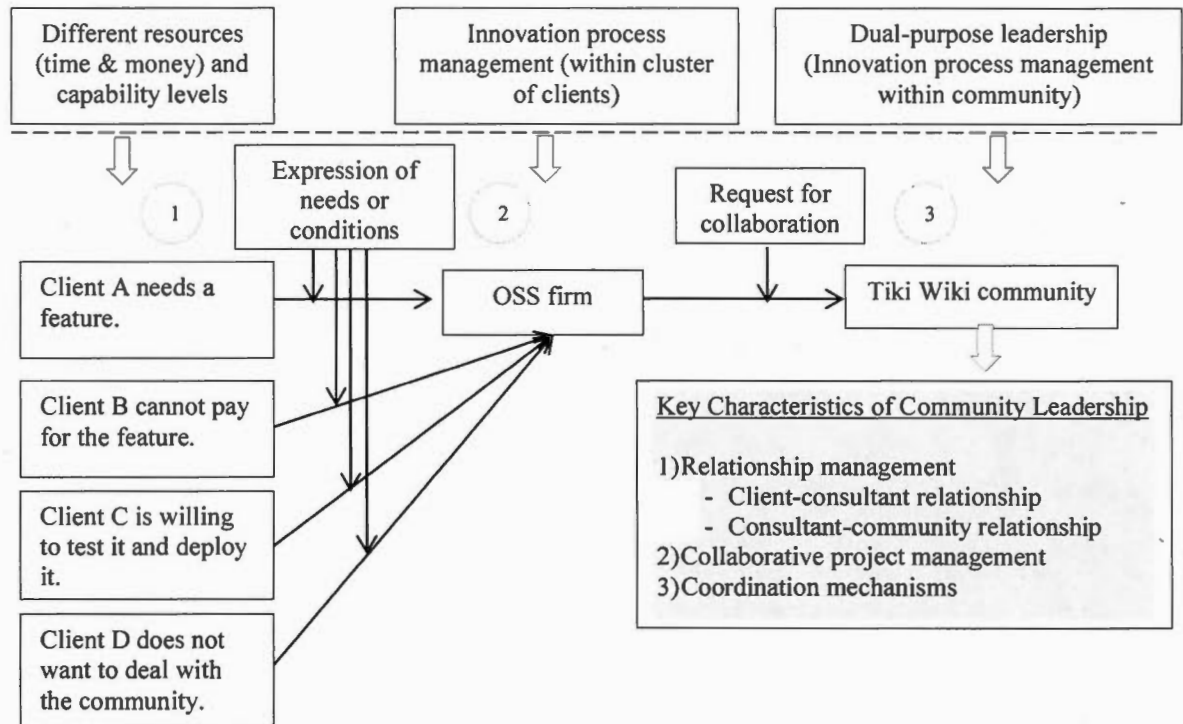 Different resources
(time & money) and
capability levels
Innovation process
management (within cluster
of clients)
Dual-purpose leadership
(Innovation process management
within community)
Expression of
needs or
conditions
Request for
collaboration
1
2
3
Client A needs a
feature.
OSS firm
Tiki Wiki community
Client B cannot pay
for the feature.
Client C is willing
to test it and deploy
it.
Client D does not
want to deal with
the community.
Key Characteristics of Community Leadership
1)Relationship management
- Client-consultant relationship
- Consultant-community relationship
2)Collaborative project management
3)Coordination mechanisms